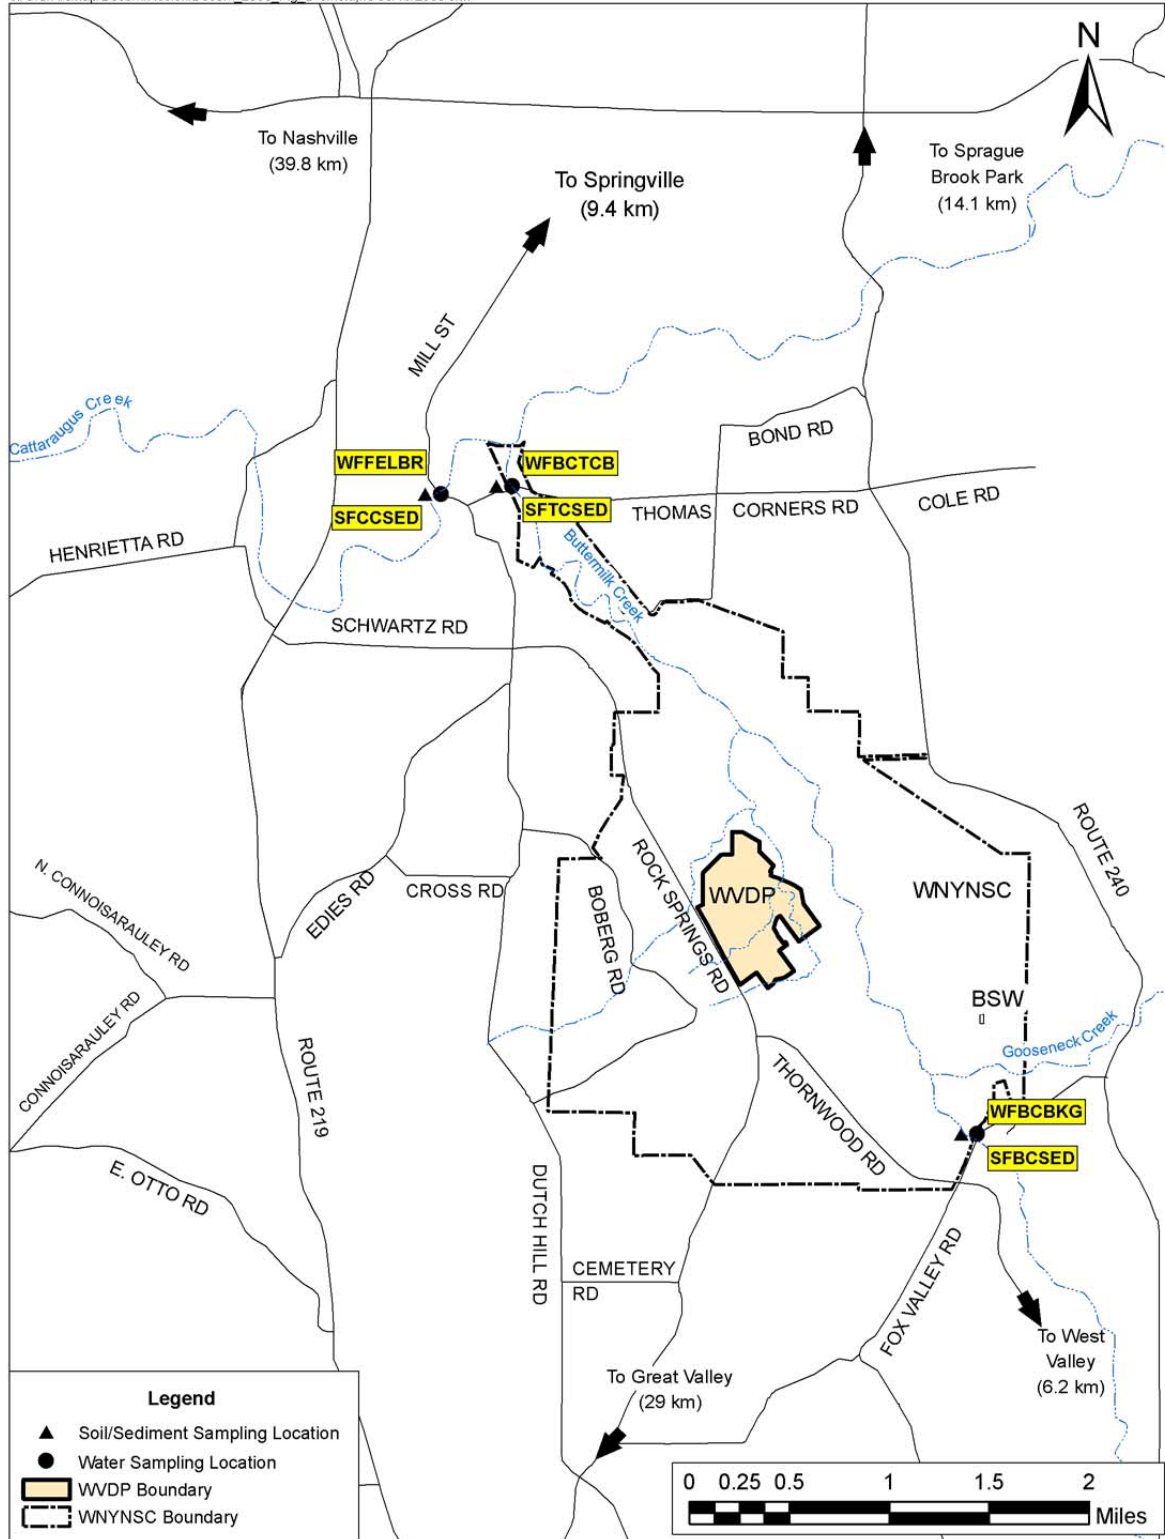 N
To Nashville
(39.8 km)
To Sprague
Brook Park
(14.1 km)
To Springville
(9.4 km)
MILL ST
Cattaraugus Creek
BOND RD
WFFELBR
WFBCTCB
COLE RD
SFCCSED
SFTCSED
THOMAS CORNERS RD
HENRIETTA RD
Buttermilk Creek
SCHWARTZ RD
ROUTE 240
N. CONNOISARAULEY RD
EDIES RD
CROSS RD
BOBERG RD
ROCK SPRINGS RD
WVDP
WNYNSC
BSW
CONNOISARAULEY RD
Gooseneck Creek
ROUTE 219
THORNWOOD RD
WFBCBKG
SFBCSED
E. OTTO RD
DUTCH HILL RD
CEMETERY
RD
FOX VALLEY RD
To West
Valley
(6.2 km)
To Great Valley
(29 km)
Legend
Soil/Sediment Sampling Location
Water Sampling Location
WVDP Boundary
WNYNSC Boundary
0 0.25 0.5 1 1.5 2
Miles